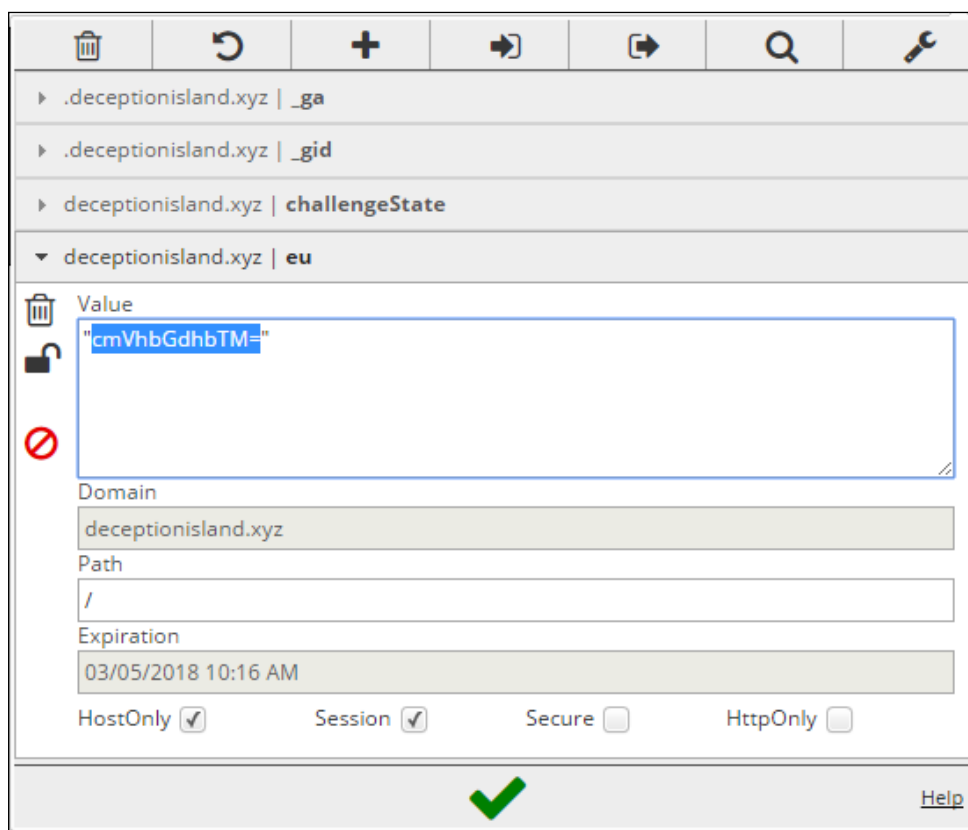 .deceptionisland.xyz | _ga
.deceptionisland.xyz | _gid
deceptionisland.xyz | challengeState
deceptionisland.xyz | eu
Value
"cmVhbGdhbTM="
Domain
deceptionisland.xyz
Path
/
Expiration
03/05/2018 10:16 AM
HostOnly Session Secure HttpOnly
Help